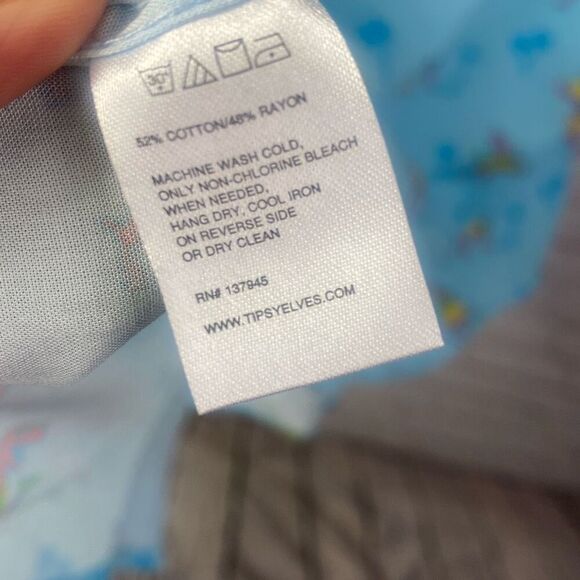 30°
52% COTTON/48% RAYON
MACHINE WASH COLD,
ONLY NON-CHLORINE BLEACH
WHEN NEEDED,
HANG DRY, COOL IRON
ON REVERSE SIDE
OR DRY CLEAN
RN# 137945
WWW.TIPSYELVES.COM